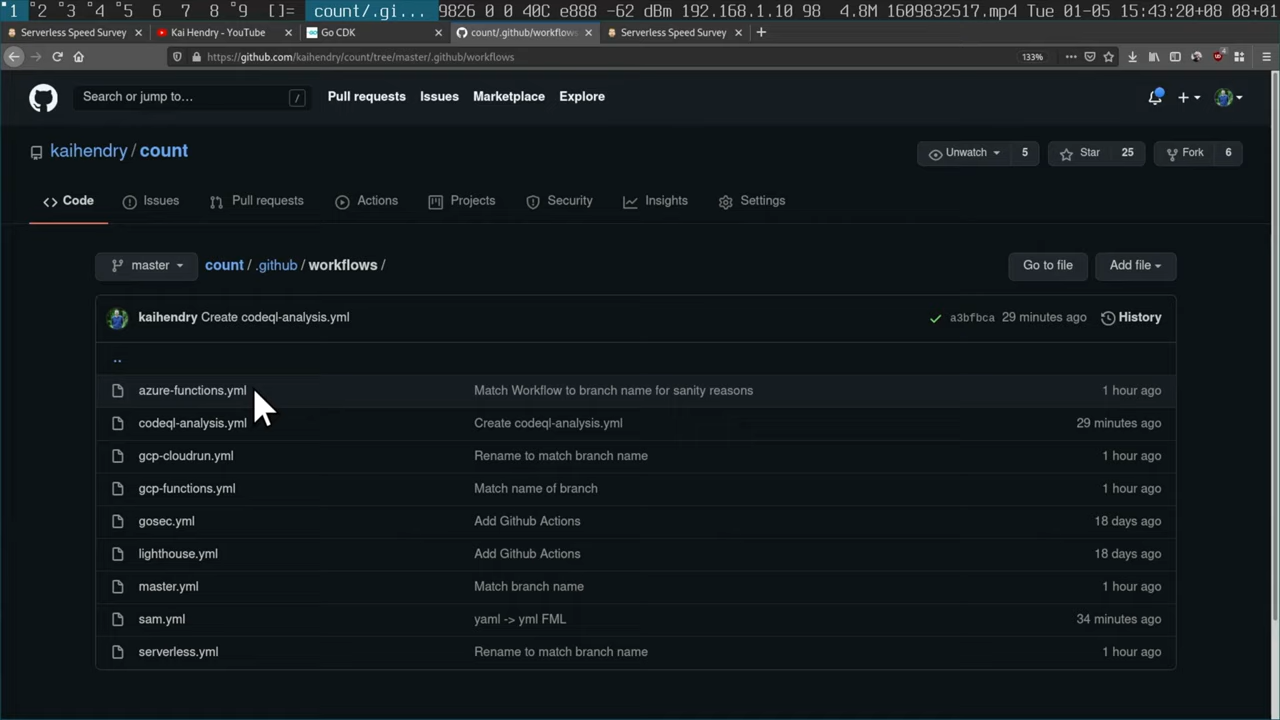 1 2 3 4 5 6 7 8 9 []= count/.gi... 9826 0 0 40C e888 -62 dBm 192.168.1.10 98 4.8M 1609832517.mp4 Tue 01-05 15:43:20+08 08+01
Serverless Speed Survey × Kai Hendry - YouTube × Go CDK × count/.github/workflows × Serverless Speed Survey × +
https://github.com/kaihendry/count/tree/master/.github/workflows 133%
Search or jump to… / Pull requests Issues Marketplace Explore
kaihendry / count Unwatch 5 Star 25 Fork 6
Code Issues Pull requests Actions Projects Security Insights Settings
master count / .github / workflows / Go to file Add file
kaihendry Create codeql-analysis.yml a3bfbca 29 minutes ago History
..
azure-functions.yml Match Workflow to branch name for sanity reasons 1 hour ago
codeql-analysis.yml Create codeql-analysis.yml 29 minutes ago
gcp-cloudrun.yml Rename to match branch name 1 hour ago
gcp-functions.yml Match name of branch 1 hour ago
gosec.yml Add Github Actions 18 days ago
lighthouse.yml Add Github Actions 18 days ago
master.yml Match branch name 1 hour ago
sam.yml yaml -> yml FML 34 minutes ago
serverless.yml Rename to match branch name 1 hour ago